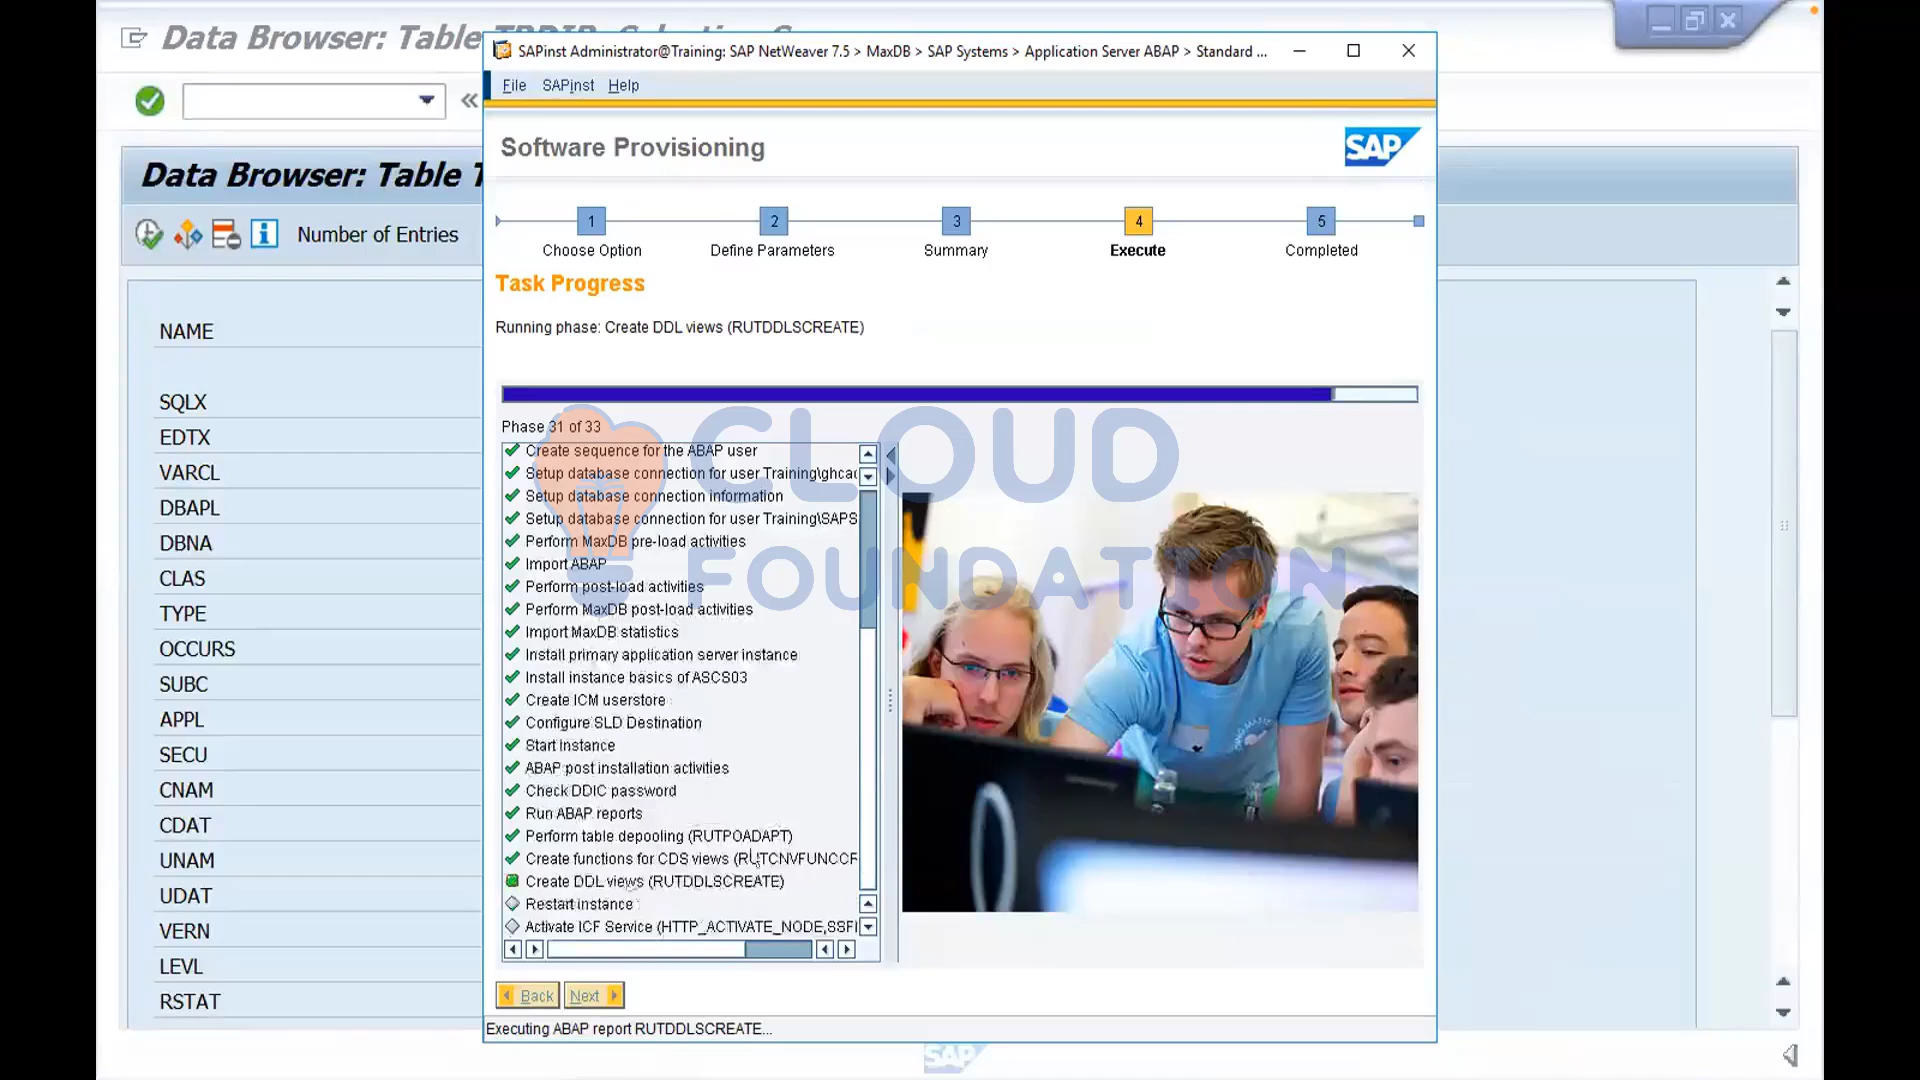 Data Browser: Table TRDIR: Selection S
SAPinst Administrator@Training: SAP NetWeaver 7.5 > MaxDB > SAP Systems > Application Server ABAP > Standard ...
File SAPinst Help
Software Provisioning
SAP
Data Browser: Table T
Number of Entries
1 2 3 4 5
Choose Option Define Parameters Summary Execute Completed
Task Progress
Running phase: Create DDL views (RUTDDLSCREATE)
Phase 31 of 33
CLOUD
FOUNDATION
Create sequence for the ABAP user
Setup database connection for user Training\ghcad
Setup database connection information
Setup database connection for user Training\SAPS
Perform MaxDB pre-load activities
Import ABAP
Perform post-load activities
Perform MaxDB post-load activities
Import MaxDB statistics
Install primary application server instance
Install instance basics of ASCS03
Create ICM userstore
Configure SLD Destination
Start instance
ABAP post installation activities
Check DDIC password
Run ABAP reports
Perform table depooling (RUTPOADAPT)
Create functions for CDS views (RUTCNVFUNCCR
Create DDL views (RUTDDLSCREATE)
Restart instance
Activate ICF Service (HTTP_ACTIVATE_NODE,SSFI
Back Next
Executing ABAP report RUTDDLSCREATE...
NAME
SQLX
EDTX
VARCL
DBAPL
DBNA
CLAS
TYPE
OCCURS
SUBC
APPL
SECU
CNAM
CDAT
UNAM
UDAT
VERN
LEVL
RSTAT
SAP